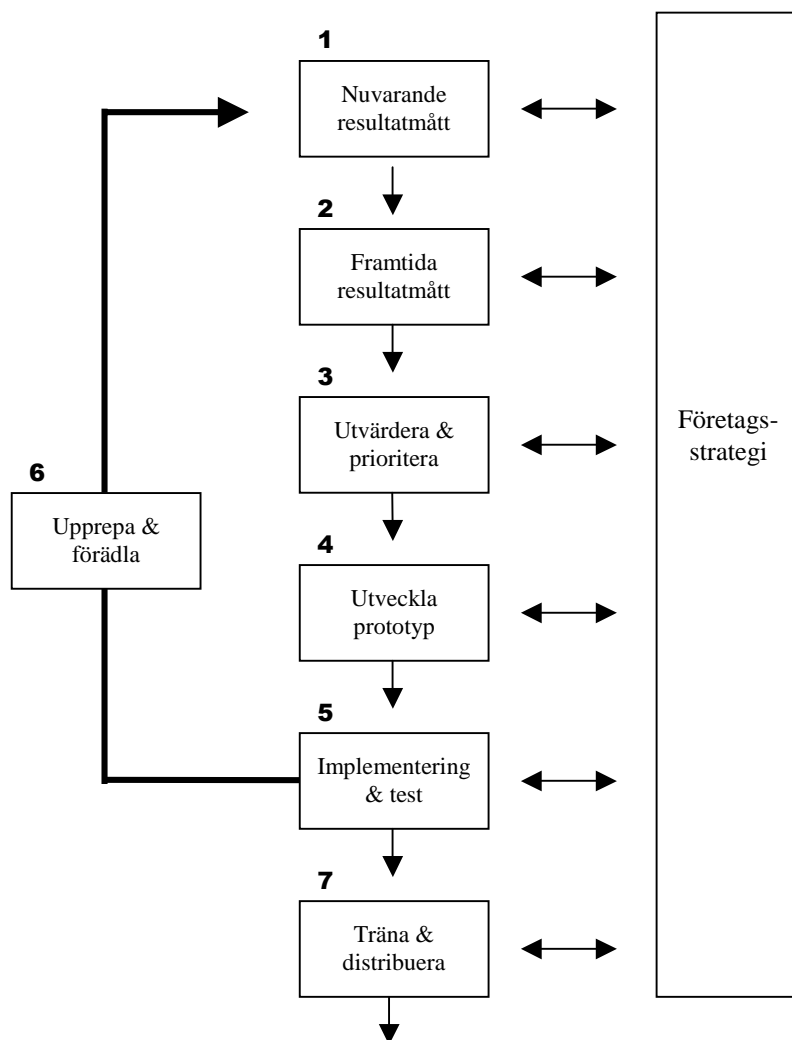 1
Nuvarande
resultatmått
2
Framtida
resultatmått
3
Utvärdera &
prioritera
Företags-
strategi
6
Upprepa &
förädla
4
Utveckla
prototyp
5
Implementering
& test
7
Träna &
distribuera